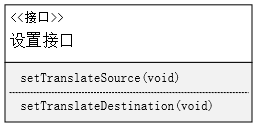 <<接口>>
设置接口
setTranslateSource(void)
setTranslateDestination(void)